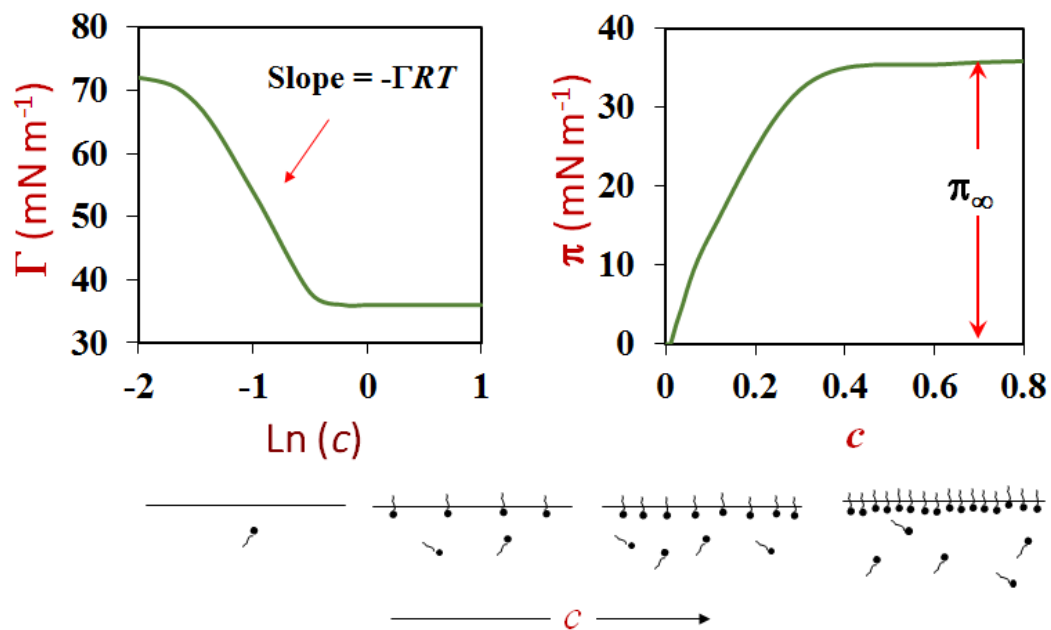 80
70
60
50
40
30
Γ (mN m⁻¹)
Slope = -ΓRT
-2 -1 0 1
Ln (c)
40
30
20
10
0
π (mN m⁻¹)
π∞
0 0.2 0.4 0.6 0.8
c
c